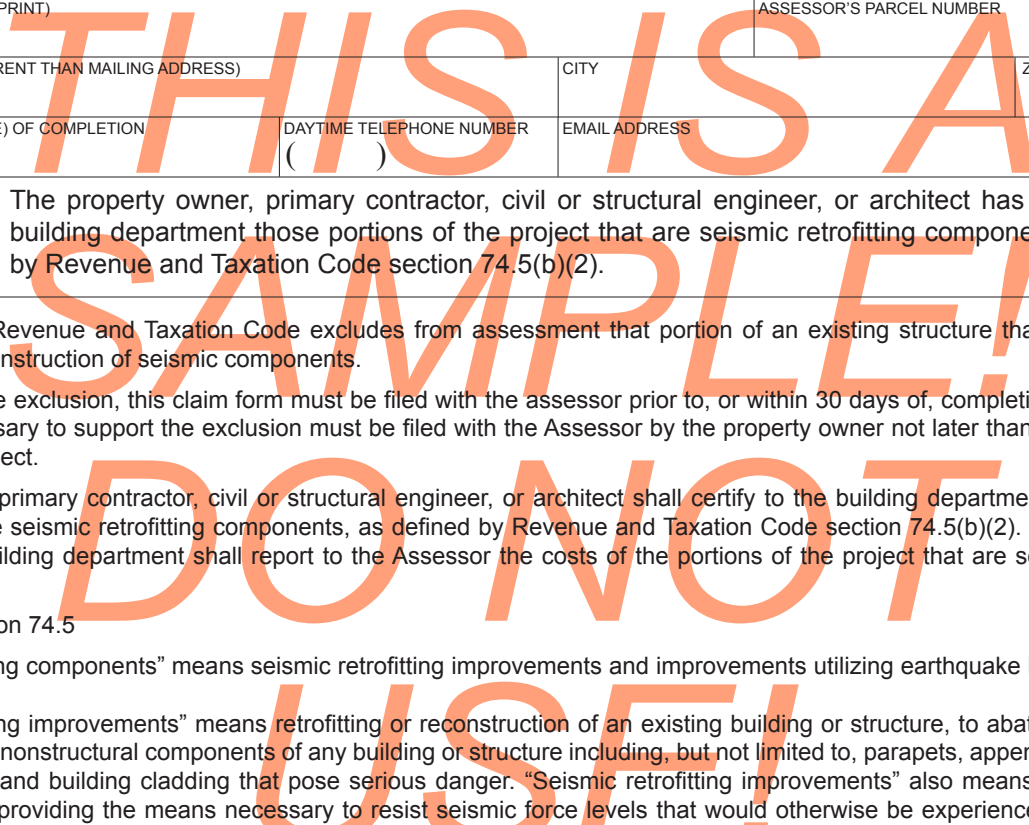 PRINT)
ASSESSOR'S PARCEL NUMBER
RENT THAN MAILING ADDRESS)
CITY
Z
E) OF COMPLETION
DAYTIME TELEPHONE NUMBER
EMAIL ADDRESS
( )
THIS IS A
The property owner, primary contractor, civil or structural engineer, or architect has
building department those portions of the project that are seismic retrofitting compone
by Revenue and Taxation Code section 74.5(b)(2).
SAMPLE!
Revenue and Taxation Code excludes from assessment that portion of an existing structure tha
nstruction of seismic components.
e exclusion, this claim form must be filed with the assessor prior to, or within 30 days of, completi
sary to support the exclusion must be filed with the Assessor by the property owner not later than
ect.
DO NOT
primary contractor, civil or structural engineer, or architect shall certify to the building departme
e seismic retrofitting components, as defined by Revenue and Taxation Code section 74.5(b)(2).
ilding department shall report to the Assessor the costs of the portions of the project that are se
on 74.5
ng components” means seismic retrofitting improvements and improvements utilizing earthquake
USE!
ng improvements” means retrofitting or reconstruction of an existing building or structure, to abat
nonstructural components of any building or structure including, but not limited to, parapets, appen
and building cladding that pose serious danger. “Seismic retrofitting improvements” also means
providing the means necessary to resist seismic force levels that would otherwise be experienc